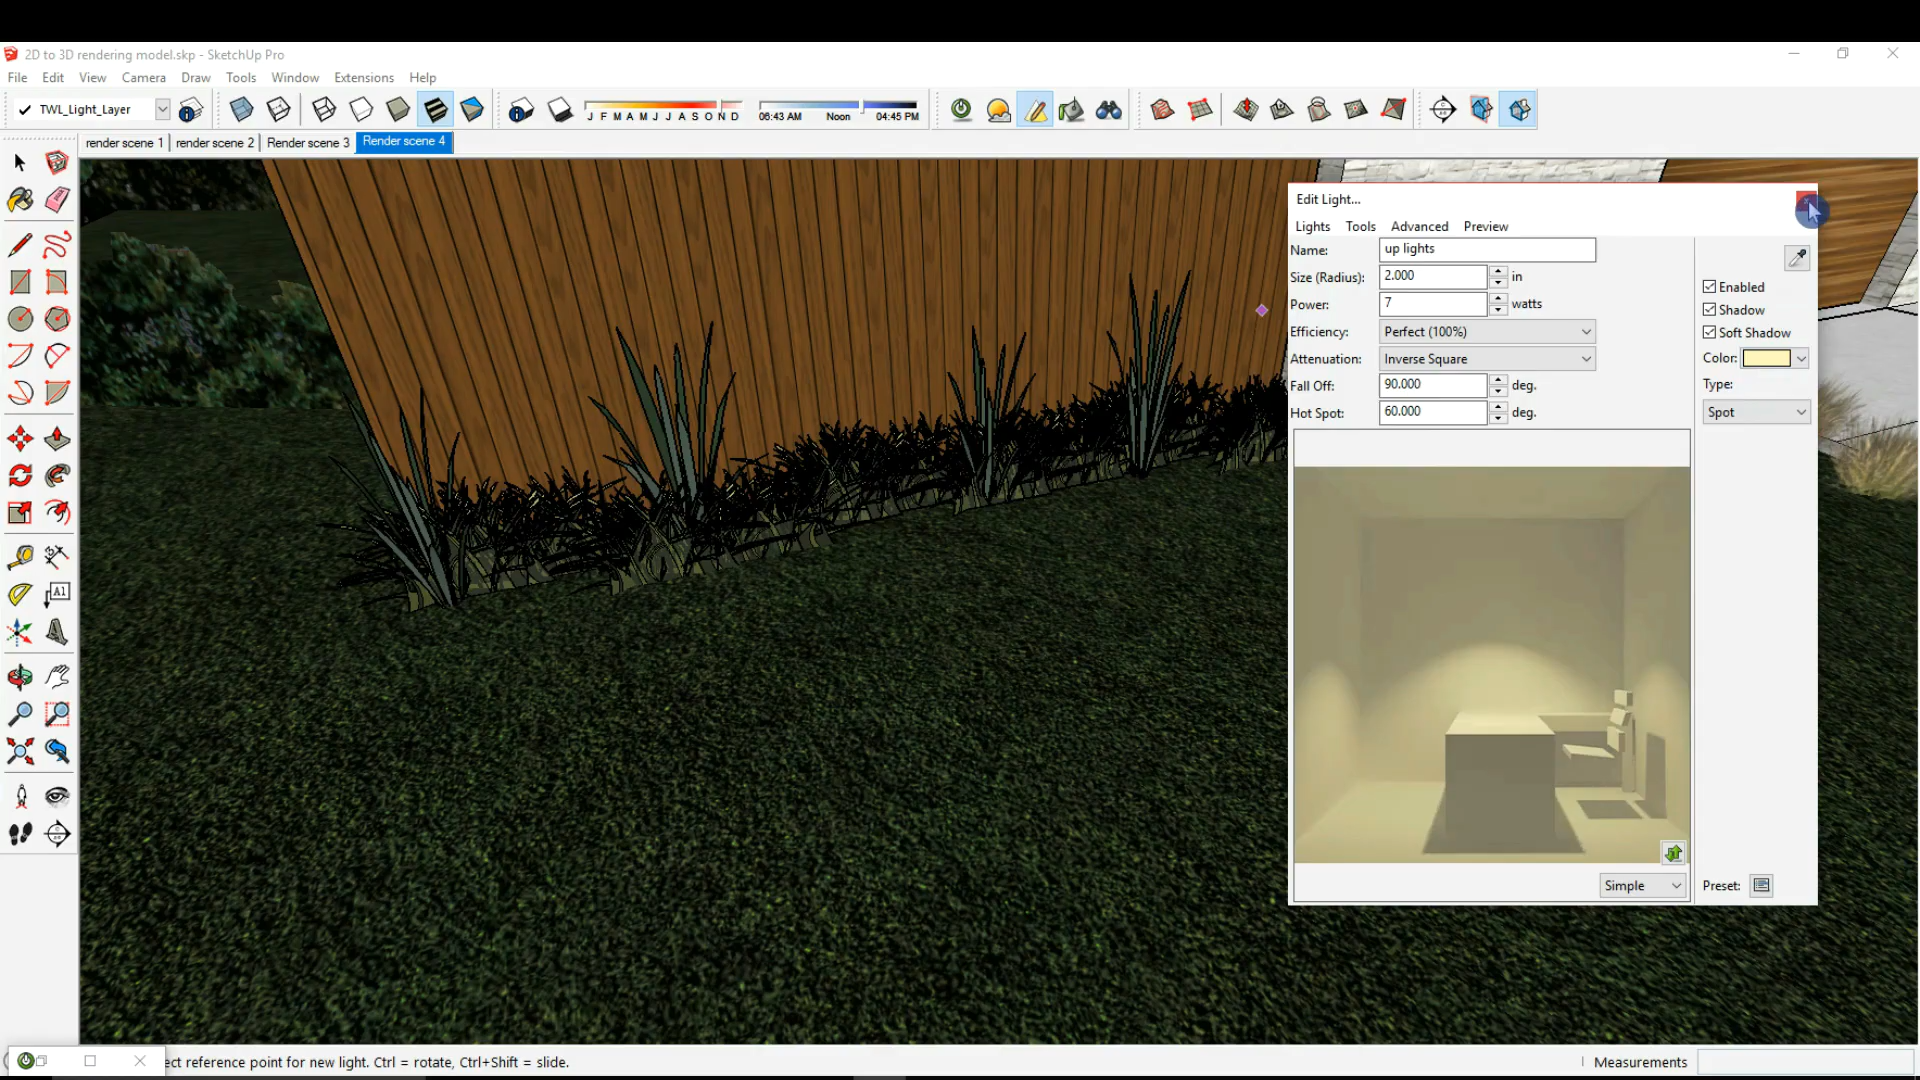 2D to 3D rendering model.skp - SketchUp Pro
File Edit View Camera Draw Tools Window Extensions Help
TWL_Light_Layer
J F M A M J J A S O N D 06:43 AM Noon 04:45 PM
render scene 1 render scene 2 Render scene 3 Render scene 4
Edit Light...
Lights Tools Advanced Preview
Name: up lights
Size (Radius): 2.000 in
Enabled
Power: 7 watts
Shadow
Efficiency: Perfect (100%)
Soft Shadow
Attenuation: Inverse Square
Color:
Fall Off: 90.000 deg.
Type:
Hot Spot: 60.000 deg.
Spot
A1
Simple
Preset:
ect reference point for new light. Ctrl = rotate, Ctrl+Shift = slide.
Measurements